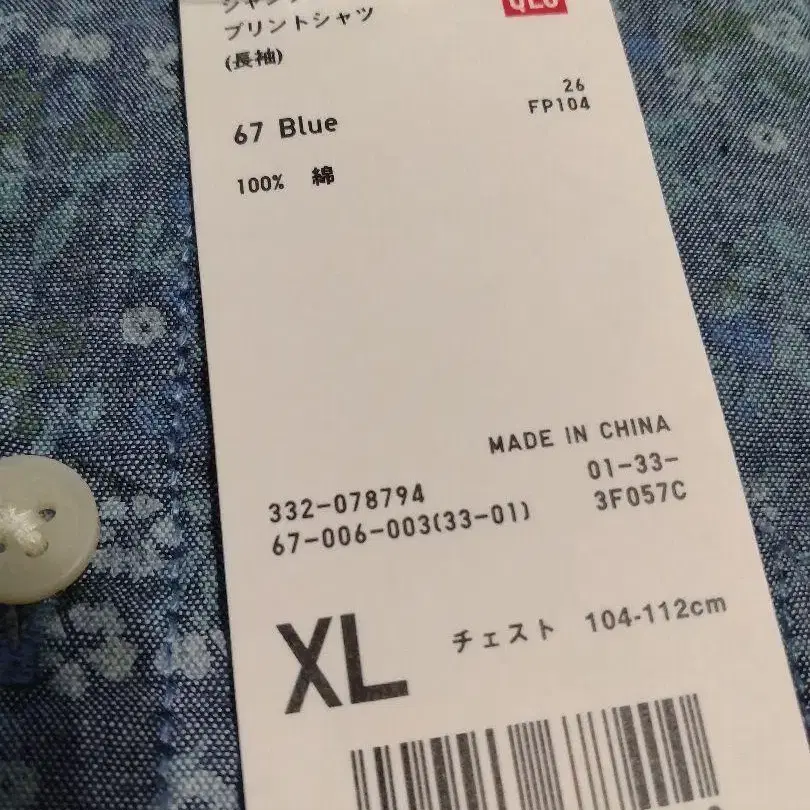 プリントシャツ
(長袖)
67 Blue
26
FP104
100% 綿
MADE IN CHINA
332-078794
01-33-
67-006-003(33-01)
3F057C
XL
チェスト 104-112cm